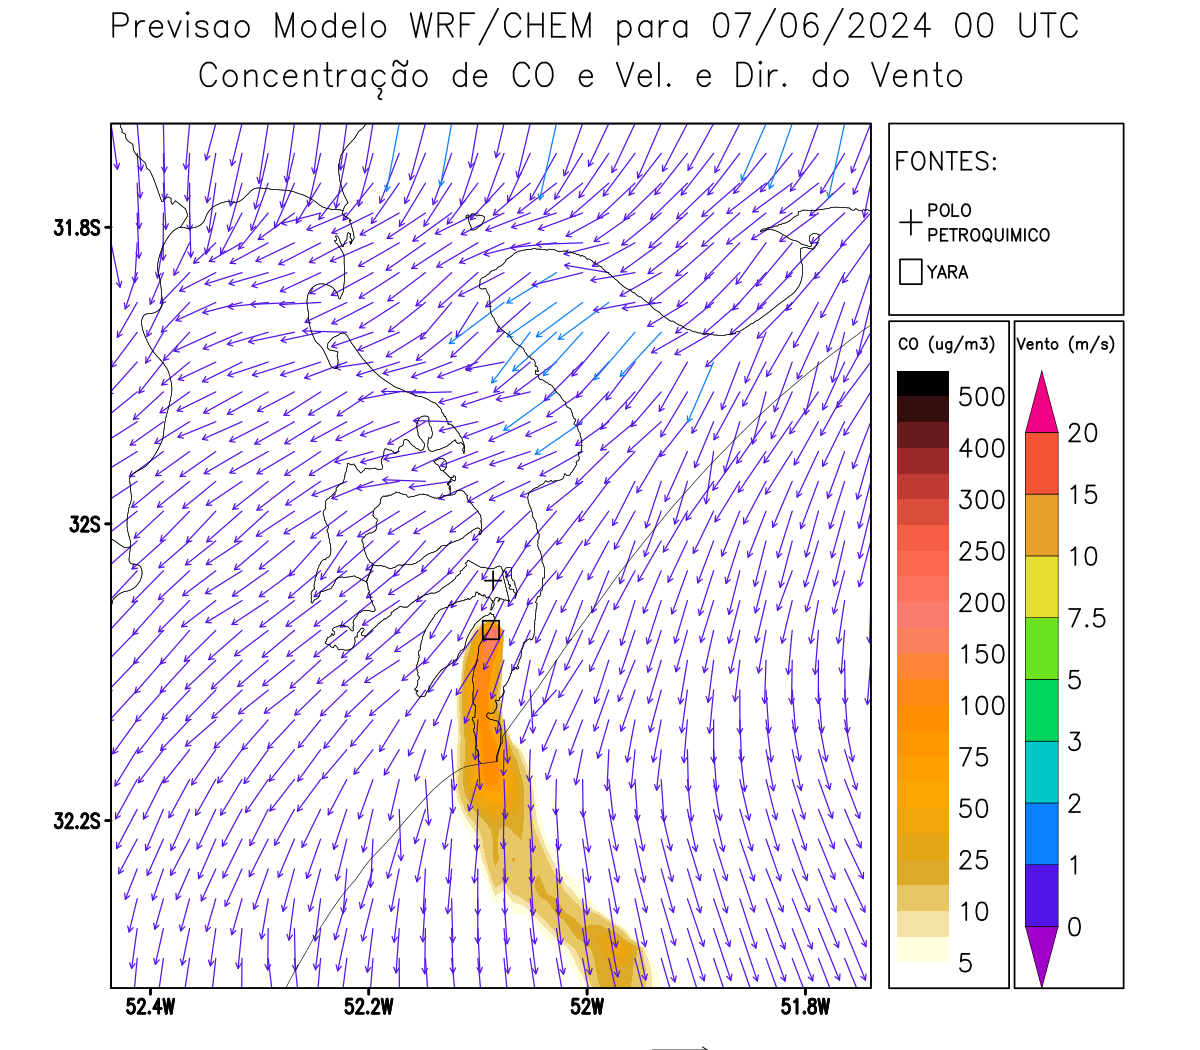 Previsao Modelo WRF/CHEM para 07/06/2024 00 UTC
Concentração de CO e Vel. e Dir. do Vento
FONTES:
POLO
PETROQUIMICO
YARA
CO (ug/m3)
500
400
300
250
200
150
100
75
50
25
10
5
Vento (m/s)
20
15
10
7.5
5
3
2
1
0
31.8S
32S
32.2S
52.4W
52.2W
52W
51.8W